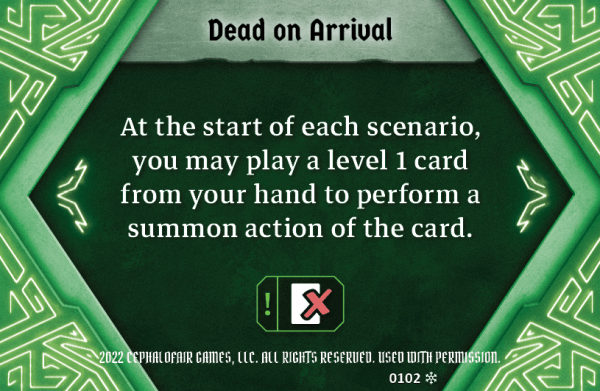 Dead on Arrival
At the start of each scenario,
you may play a level 1 card
from your hand to perform a
summon action of the card.
!
2022 CEPHALOFAIR GAMES, LLC. ALL RIGHTS RESERVED. USED WITH PERMISSION.
0102